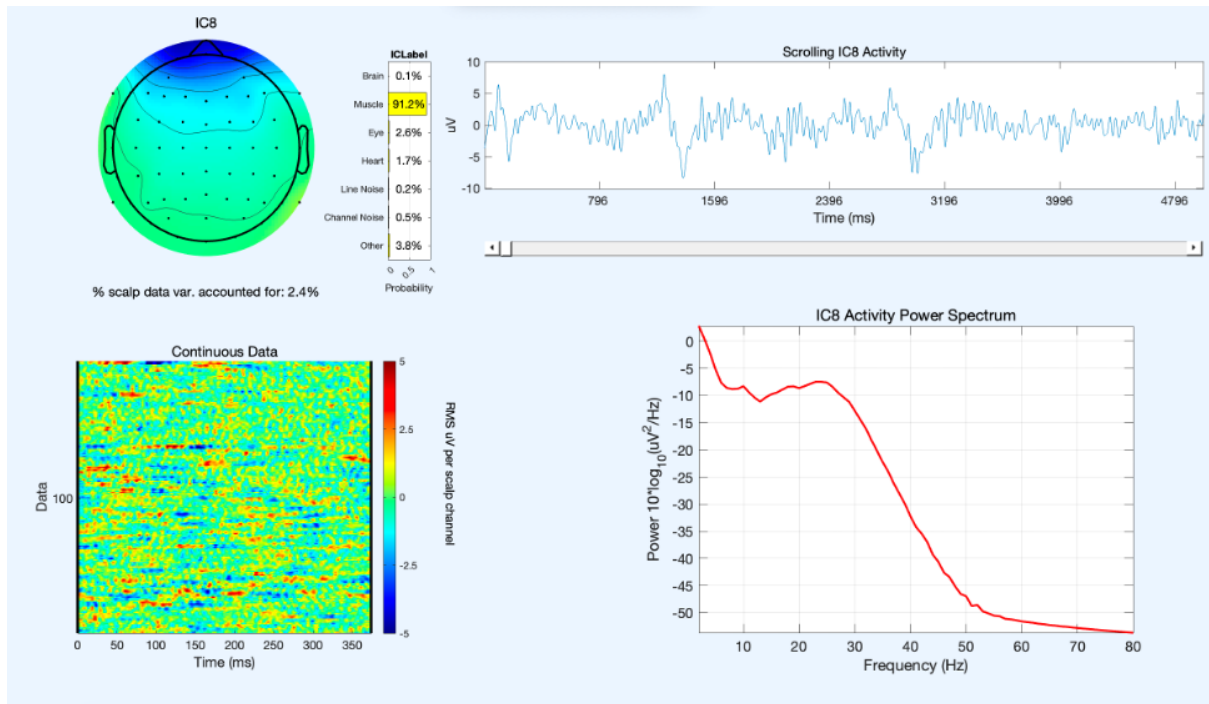 IC8
ICLabel
Brain 0.1%
Muscle 91.2%
Eye 2.6%
Heart 1.7%
Line Noise 0.2%
Channel Noise 0.5%
Other 3.8%
0 0.5 1
Probability
% scalp data var. accounted for: 2.4%
Scrolling IC8 Activity
10
5
0
-5
-10
uV
796 1596 2396 3196 3996 4796
Time (ms)
Continuous Data
Data
100
0 50 100 150 200 250 300 350
Time (ms)
5
2.5
0
-2.5
-5
RMS uV per scalp channel
IC8 Activity Power Spectrum
Power 10*log10(uV2/Hz)
0
-5
-10
-15
-20
-25
-30
-35
-40
-45
-50
10 20 30 40 50 60 70 80
Frequency (Hz)